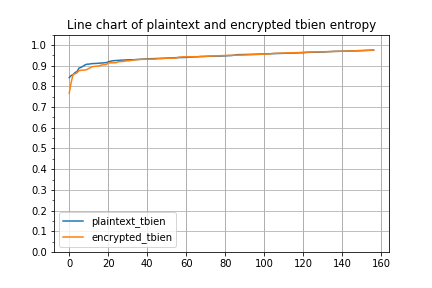 Line chart of plaintext and encrypted tbien entropy
1.0
0.9
0.8
0.7
0.6
0.5
0.4
0.3
0.2
0.1
0.0
plaintext_tbien
encrypted_tbien
0 20 40 60 80 100 120 140 160